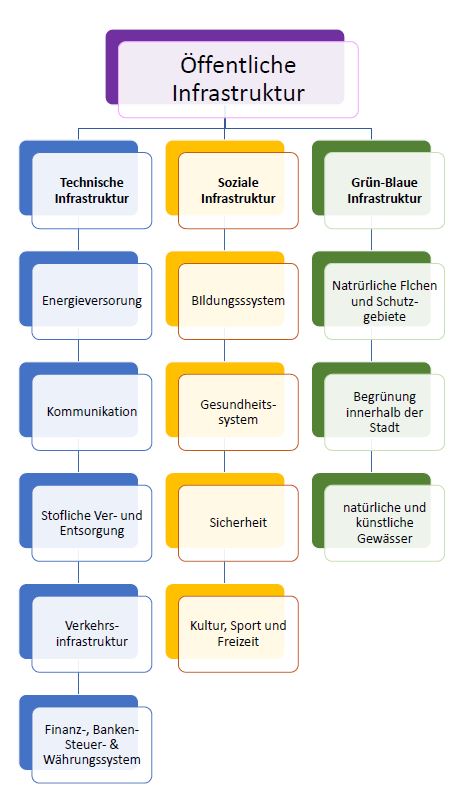 Öffentliche
Infrastruktur
Technische
Infrastruktur
Soziale
Infrastruktur
Grün-Blaue
Infrastruktur
Energieversorung
BIldungsssystem
Natrürliche Flchen
und Schutz-
gebiete
Kommunikation
Gesundheits-
system
Begrünung
innerhalb der
Stadt
Stofliche Ver- und
Entsorgung
Sicherheit
natürliche und
künstliche
Gewässer
Verkehrs-
infrastruktur
Kultur, Sport und
Freizeit
Finanz-, Banken-
Steuer- &
Währungssystem